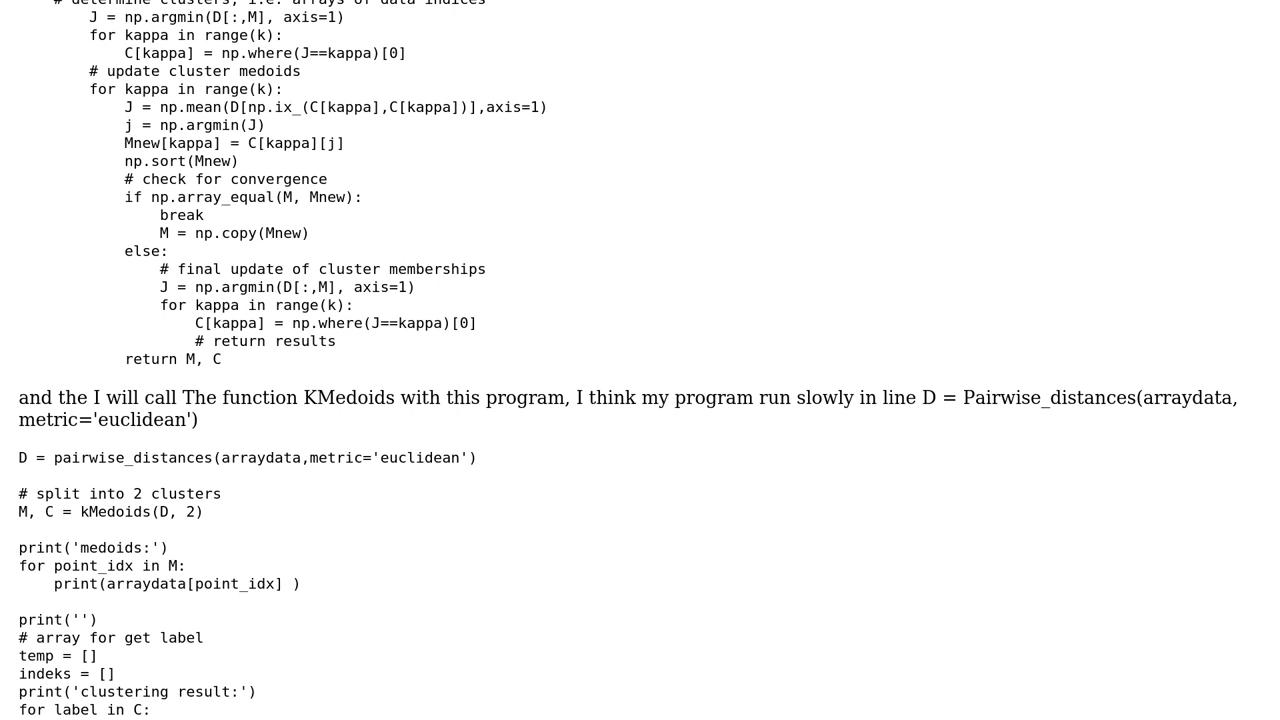 # determine clusters, i.e. arrays of data indices
        J = np.argmin(D[:,M], axis=1)
        for kappa in range(k):
            C[kappa] = np.where(J==kappa)[0]
        # update cluster medoids
        for kappa in range(k):
            J = np.mean(D[np.ix_(C[kappa],C[kappa])],axis=1)
            j = np.argmin(J)
            Mnew[kappa] = C[kappa][j]
            np.sort(Mnew)
            # check for convergence
            if np.array_equal(M, Mnew):
                break
                M = np.copy(Mnew)
            else:
                # final update of cluster memberships
                J = np.argmin(D[:,M], axis=1)
                for kappa in range(k):
                    C[kappa] = np.where(J==kappa)[0]
                    # return results
            return M, C
and the I will call The function KMedoids with this program, I think my program run slowly in line D = Pairwise_distances(arraydata,
metric='euclidean')
D = pairwise_distances(arraydata,metric='euclidean')
# split into 2 clusters
M, C = kMedoids(D, 2)
print('medoids:')
for point_idx in M:
    print(arraydata[point_idx] )
print('')
# array for get label
temp = []
indeks = []
print('clustering result:')
for label in C: